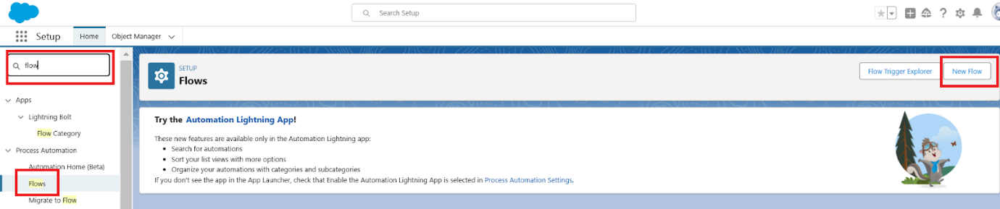 Search Setup
Setup
Home
Object Manager
flow
Apps
Lightning Bolt
Flow Category
Process Automation
Automation Home (Beta)
Flows
Migrate to Flow
SETUP
Flows
Flow Trigger Explorer
New Flow
Try the Automation Lightning App!
These new features are available only in the Automation Lightning app:
• Search for automations
• Sort your list views with more options
• Organize your automations with categories and subcategories
If you don't see the app in the App Launcher, check that Enable the Automation Lightning App is selected in Process Automation Settings.